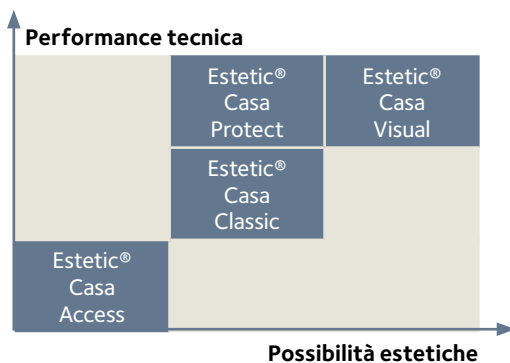 Performance tecnica
Estetic®
Casa
Protect
Estetic®
Casa
Visual
Estetic®
Casa
Classic
Estetic®
Casa
Access
Possibilità estetiche